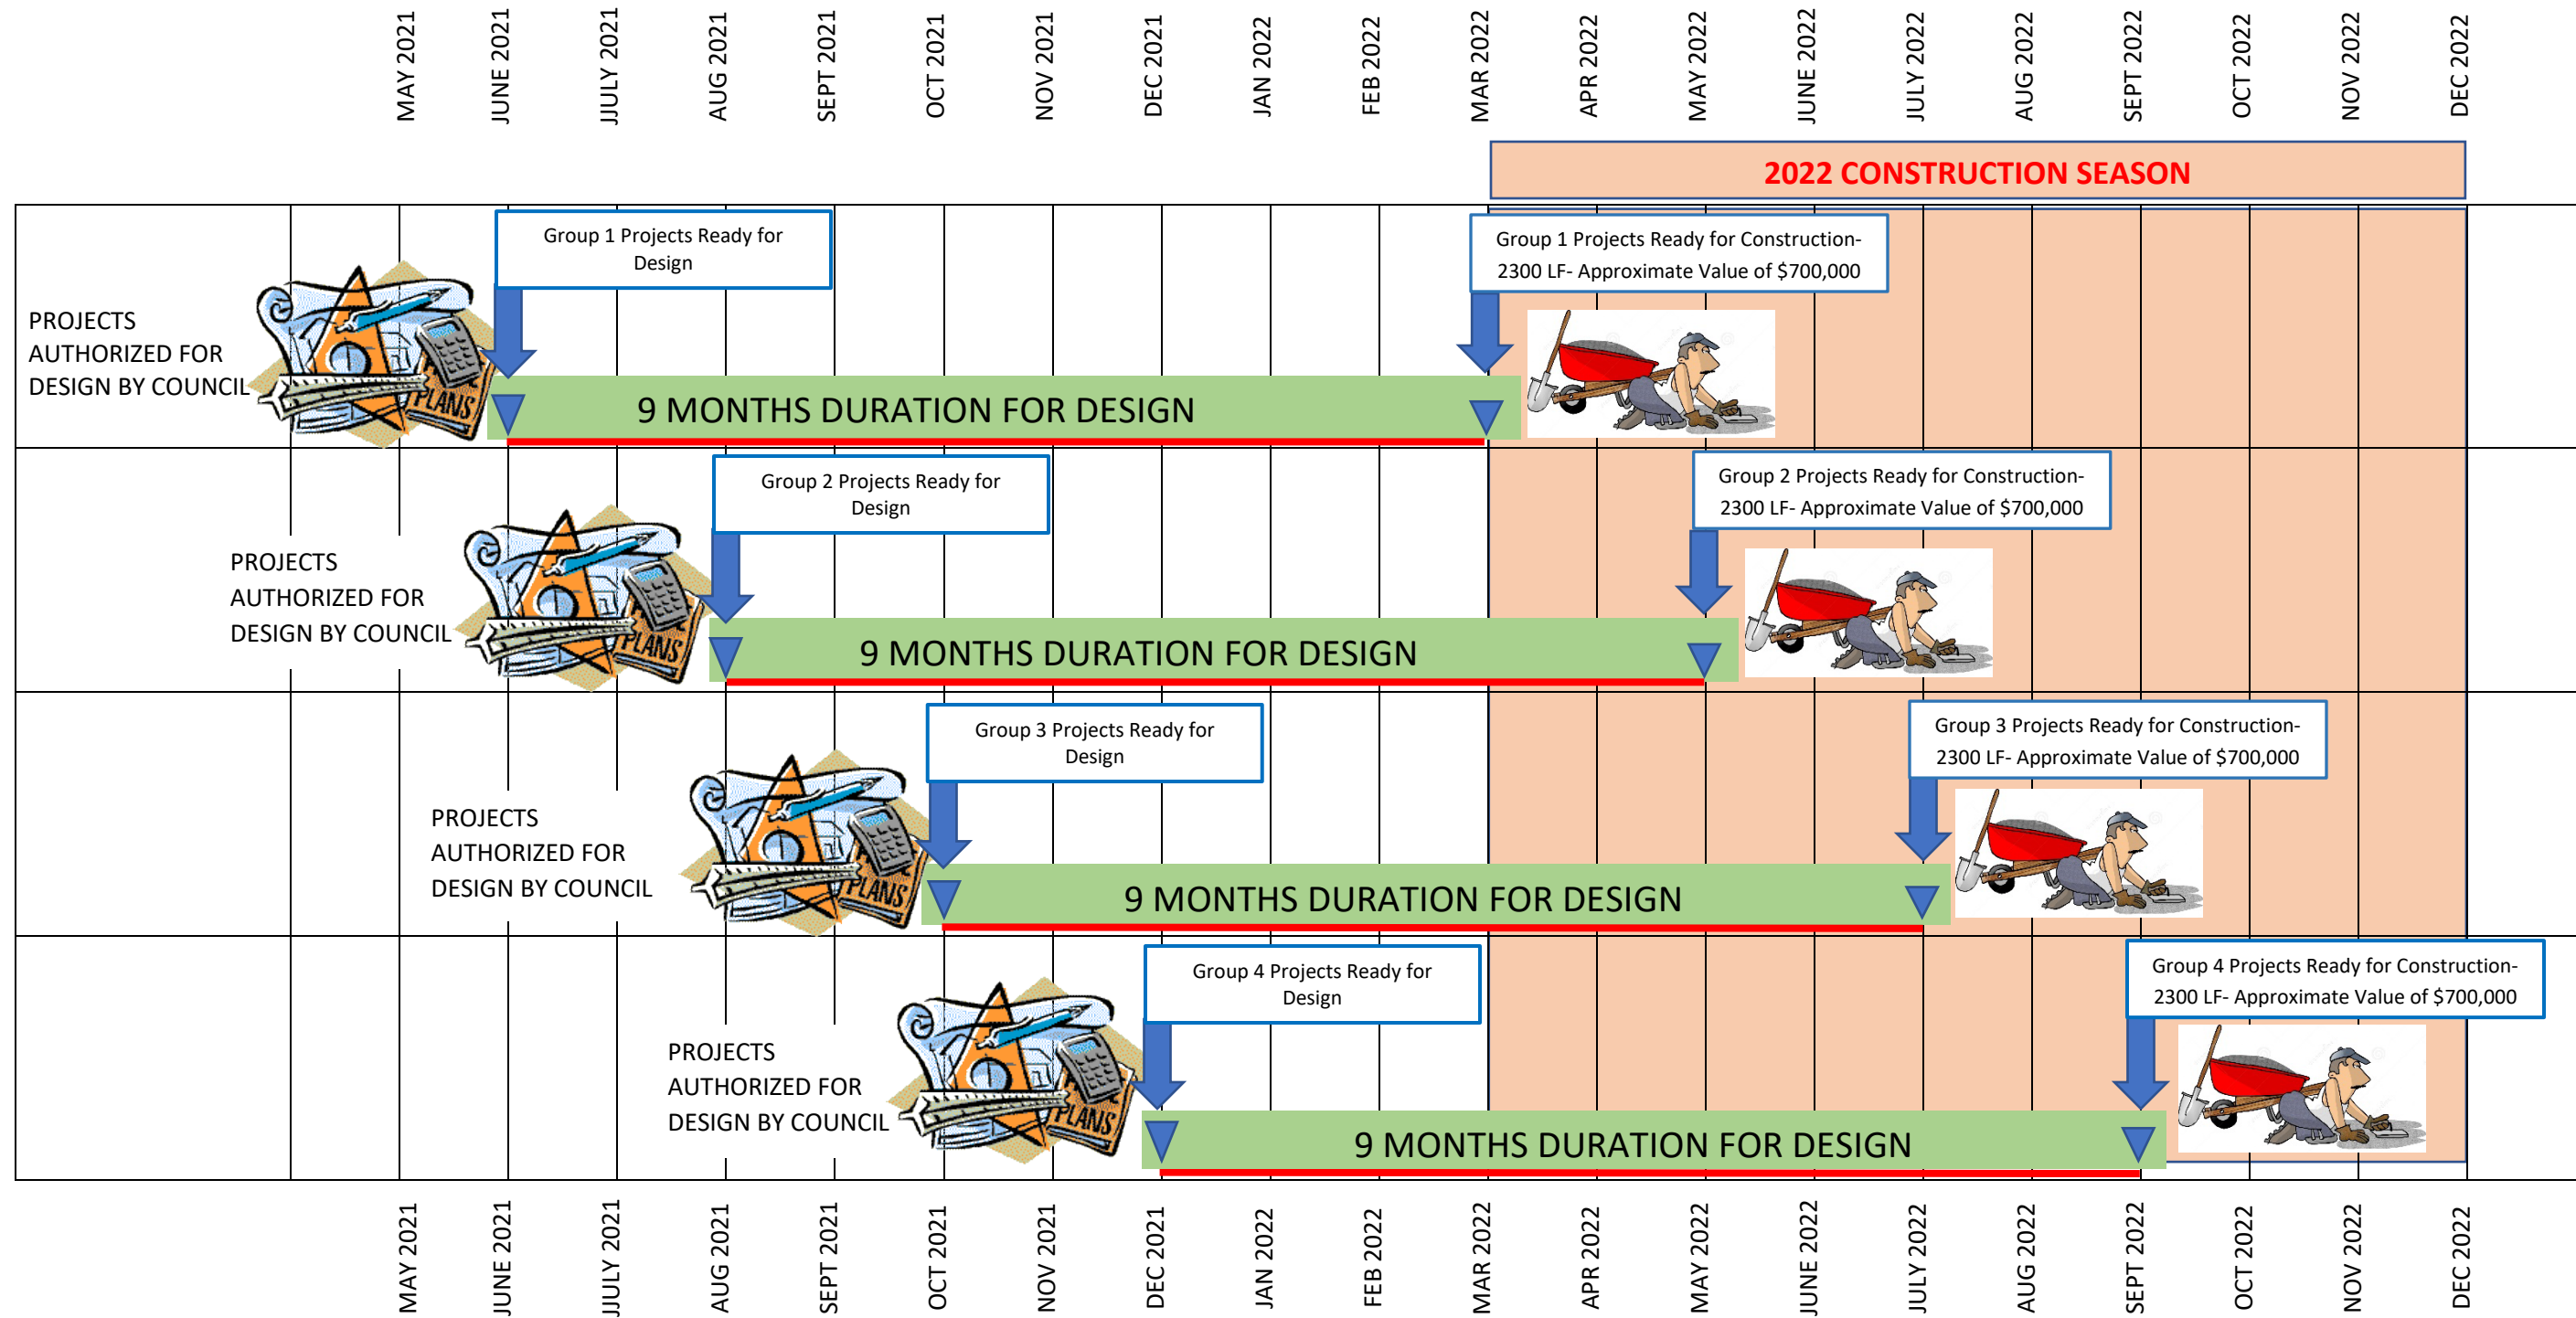 MAY 2021
JUNE 2021
JJULY 2021
AUG 2021
SEPT 2021
OCT 2021
NOV 2021
DEC 2021
JAN 2022
FEB 2022
MAR 2022
APR 2022
MAY 2022
JUNE 2022
JULY 2022
AUG 2022
SEPT 2022
OCT 2022
NOV 2022
DEC 2022
2022 CONSTRUCTION SEASON
Group 1 Projects Ready for
Design
Group 1 Projects Ready for Construction-
2300 LF- Approximate Value of $700,000
PROJECTS
AUTHORIZED FOR
DESIGN BY COUNCIL
PLANS
9 MONTHS DURATION FOR DESIGN
Group 2 Projects Ready for
Design
Group 2 Projects Ready for Construction-
2300 LF- Approximate Value of $700,000
PROJECTS
AUTHORIZED FOR
DESIGN BY COUNCIL
PLANS
9 MONTHS DURATION FOR DESIGN
Group 3 Projects Ready for
Design
Group 3 Projects Ready for Construction-
2300 LF- Approximate Value of $700,000
PROJECTS
AUTHORIZED FOR
DESIGN BY COUNCIL
PLANS
9 MONTHS DURATION FOR DESIGN
Group 4 Projects Ready for
Design
Group 4 Projects Ready for Construction-
2300 LF- Approximate Value of $700,000
PROJECTS
AUTHORIZED FOR
DESIGN BY COUNCIL
PLANS
9 MONTHS DURATION FOR DESIGN
MAY 2021
JUNE 2021
JJULY 2021
AUG 2021
SEPT 2021
OCT 2021
NOV 2021
DEC 2021
JAN 2022
FEB 2022
MAR 2022
APR 2022
MAY 2022
JUNE 2022
JULY 2022
AUG 2022
SEPT 2022
OCT 2022
NOV 2022
DEC 2022